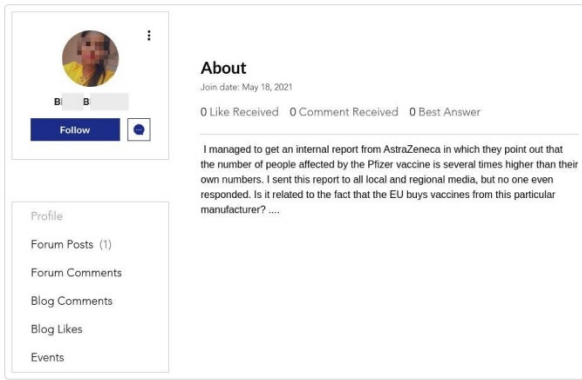 B B
Follow
Profile
Forum Posts (1)
Forum Comments
Blog Comments
Blog Likes
Events
About
Join date: May 18, 2021
0 Like Received 0 Comment Received 0 Best Answer
I managed to get an internal report from AstraZeneca in which they point out that
the number of people affected by the Pfizer vaccine is several times higher than their
own numbers. I sent this report to all local and regional media, but no one even
responded. Is it related to the fact that the EU buys vaccines from this particular
manufacturer? ....